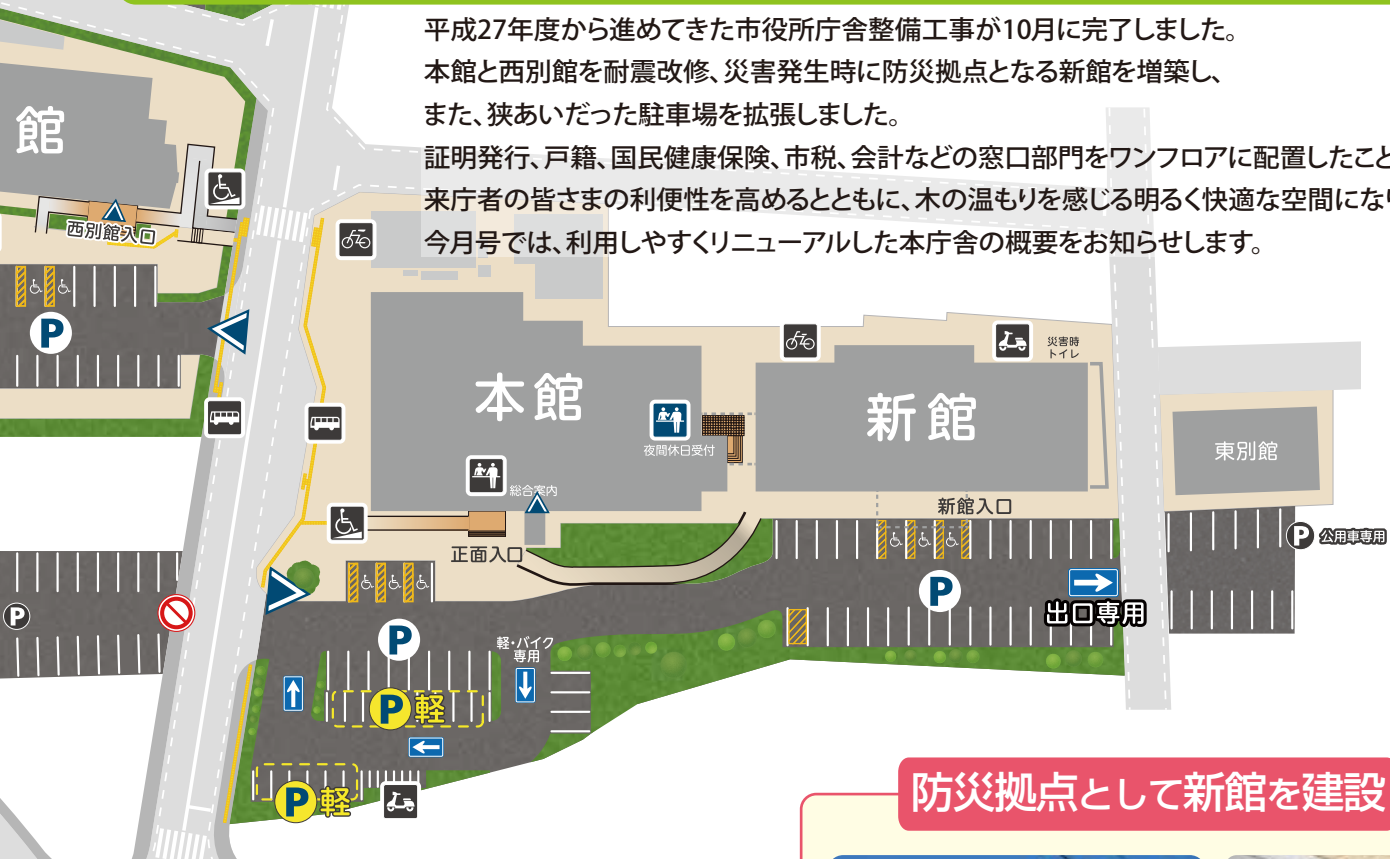 平成27年度から進めてきた市役所庁舎整備工事が10月に完了しました。
本館と西別館を耐震改修、災害発生時に防災拠点となる新館を増築し、
また、狭あいだった駐車場を拡張しました。
証明発行、戸籍、国民健康保険、市税、会計などの窓口部門をワンフロアに配置したこと
来庁者の皆さまの利便性を高めるとともに、木の温もりを感じる明るく快適な空間になり
今月号では、利用しやすくリニューアルした本庁舎の概要をお知らせします。
館
西別館入口
P
災害時
トイレ
本館
新館
夜間休日受付
東別館
総合案内
新館入口
正面入口
P 公用車専用
P
出口専用
P
P
軽・バイク
専用
P 軽
P 軽
防災拠点として新館を建設